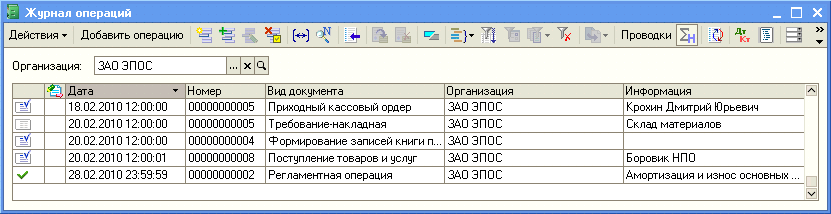 Журнал операций
Действия Добавить операцию Проводки Дт Кт
Организация: ЗАО ЭПОС ... x
Дата Номер Вид документа Организация Информация
18.02.2010 12:00:00 00000000005 Приходный кассовый ордер ЗАО ЭПОС Крохин Дмитрий Юрьевич
20.02.2010 12:00:00 00000000005 Требование-накладная ЗАО ЭПОС Склад материалов
20.02.2010 12:00:00 00000000004 Формирование записей книги п... ЗАО ЭПОС
20.02.2010 12:00:01 00000000008 Поступление товаров и услуг ЗАО ЭПОС Боровик НПО
28.02.2010 23:59:59 00000000002 Регламентная операция ЗАО ЭПОС Амортизация и износ основных ...